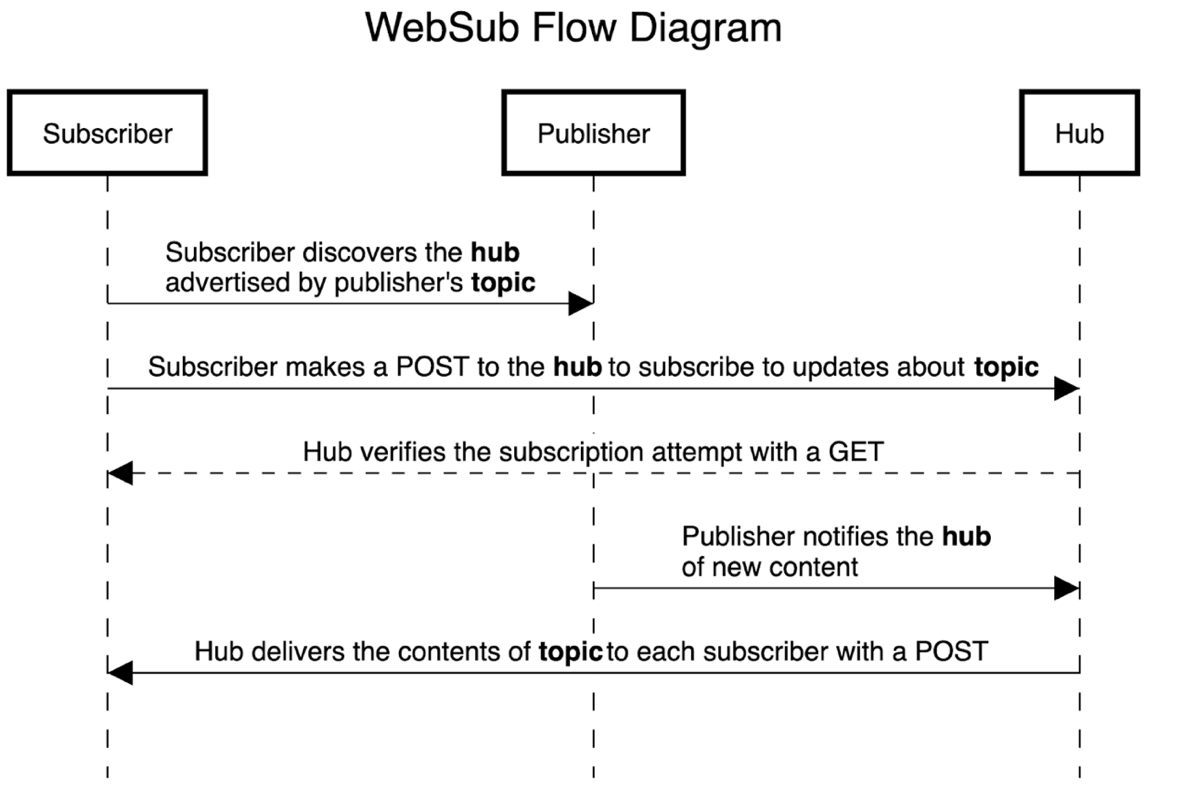 WebSub Flow Diagram
Subscriber
Publisher
Hub
Subscriber discovers the hub
advertised by publisher's topic
Subscriber makes a POST to the hub to subscribe to updates about topic
Hub verifies the subscription attempt with a GET
Publisher notifies the hub
of new content
Hub delivers the contents of topic to each subscriber with a POST